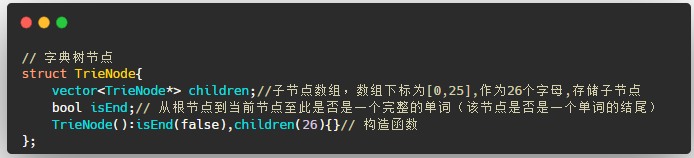 // 字典树节点
struct TrieNode{
    vector<TrieNode*> children;//子节点数组，数组下标为[0,25],作为26个字母,存储子节点
    bool isEnd;// 从根节点到当前节点至此是否是一个完整的单词（该节点是否是一个单词的结尾）
    TrieNode():isEnd(false),children(26){}// 构造函数
};